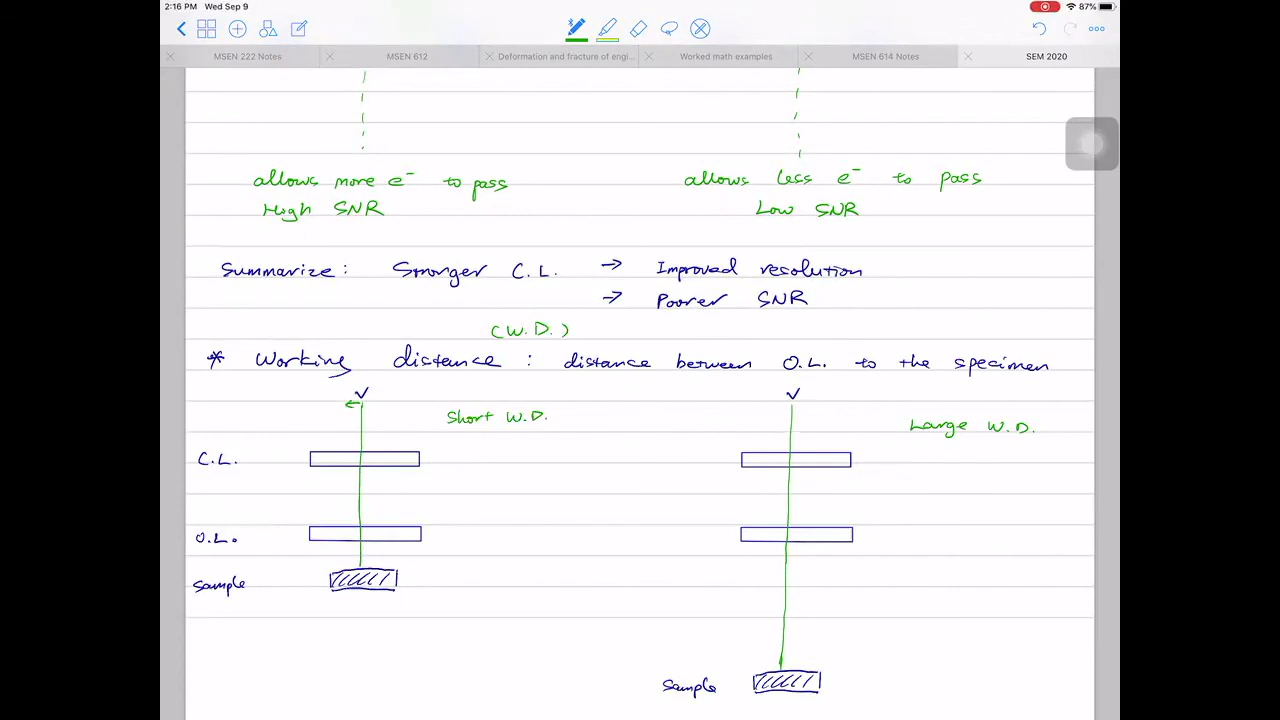 2:16 PM Wed Sep 9
87%
MSEN 222 Notes
MSEN 612
Deformation and fracture of engi...
Worked math examples
MSEN 614 Notes
SEM 2020
allows more e⁻ to pass
High SNR
allows less e⁻ to pass
Low SNR
Summarize: Stronger C.L. → Improved resolution
→ Poorer SNR
(W.D.)
* Working distance : distance between O.L. to the specimen
Short W.D.
Large W.D.
C.L.
O.L.
Sample
Sample